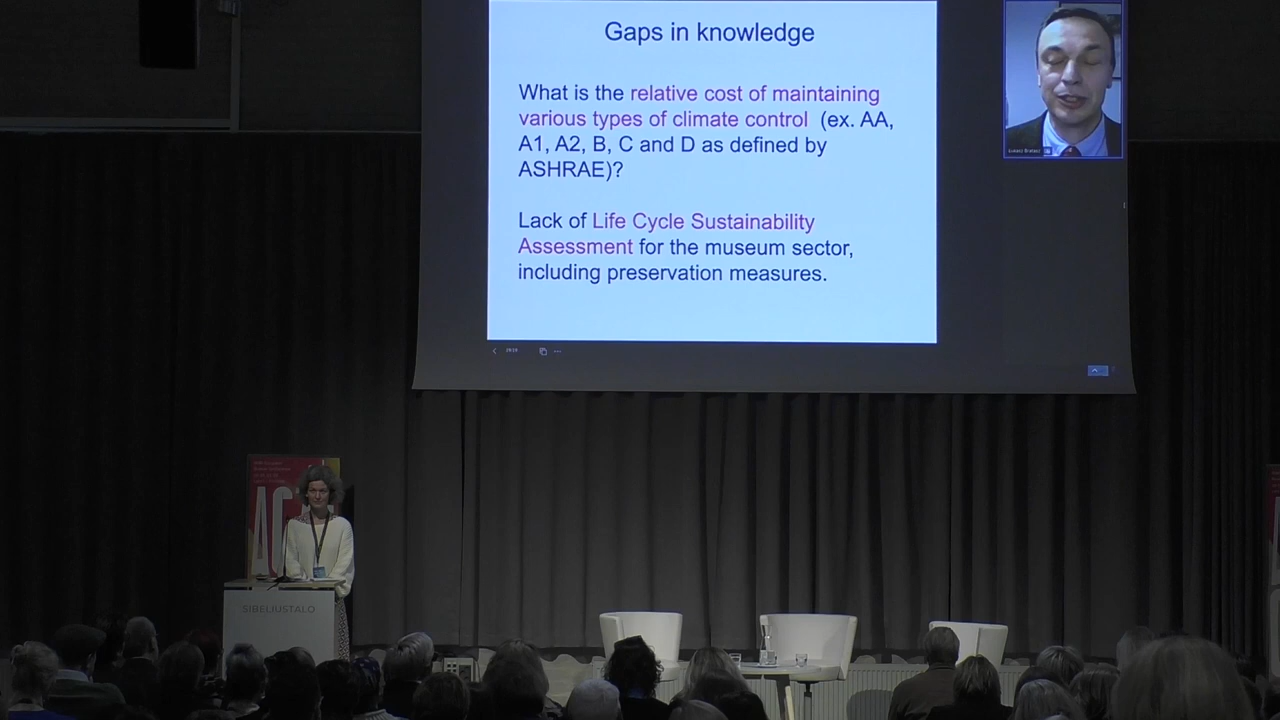 Gaps in knowledge
What is the relative cost of maintaining
various types of climate control (ex. AA,
A1, A2, B, C and D as defined by
ASHRAE)?
Lack of Life Cycle Sustainability
Assessment for the museum sector,
including preservation measures.
SIBELIUSTALO